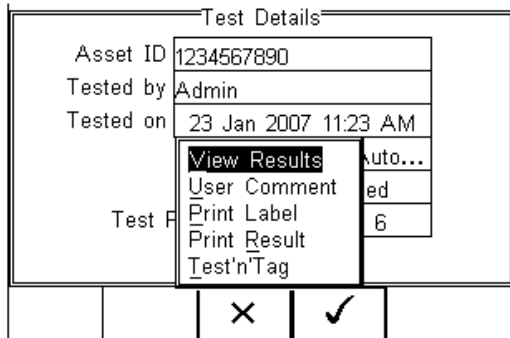 Test Details
Asset ID 1234567890
Tested by Admin
Tested on 23 Jan 2007 11:23 AM
View Results
User Comment
Print Label
Print Result
Test'n'Tag
uto...
ed
Test
6